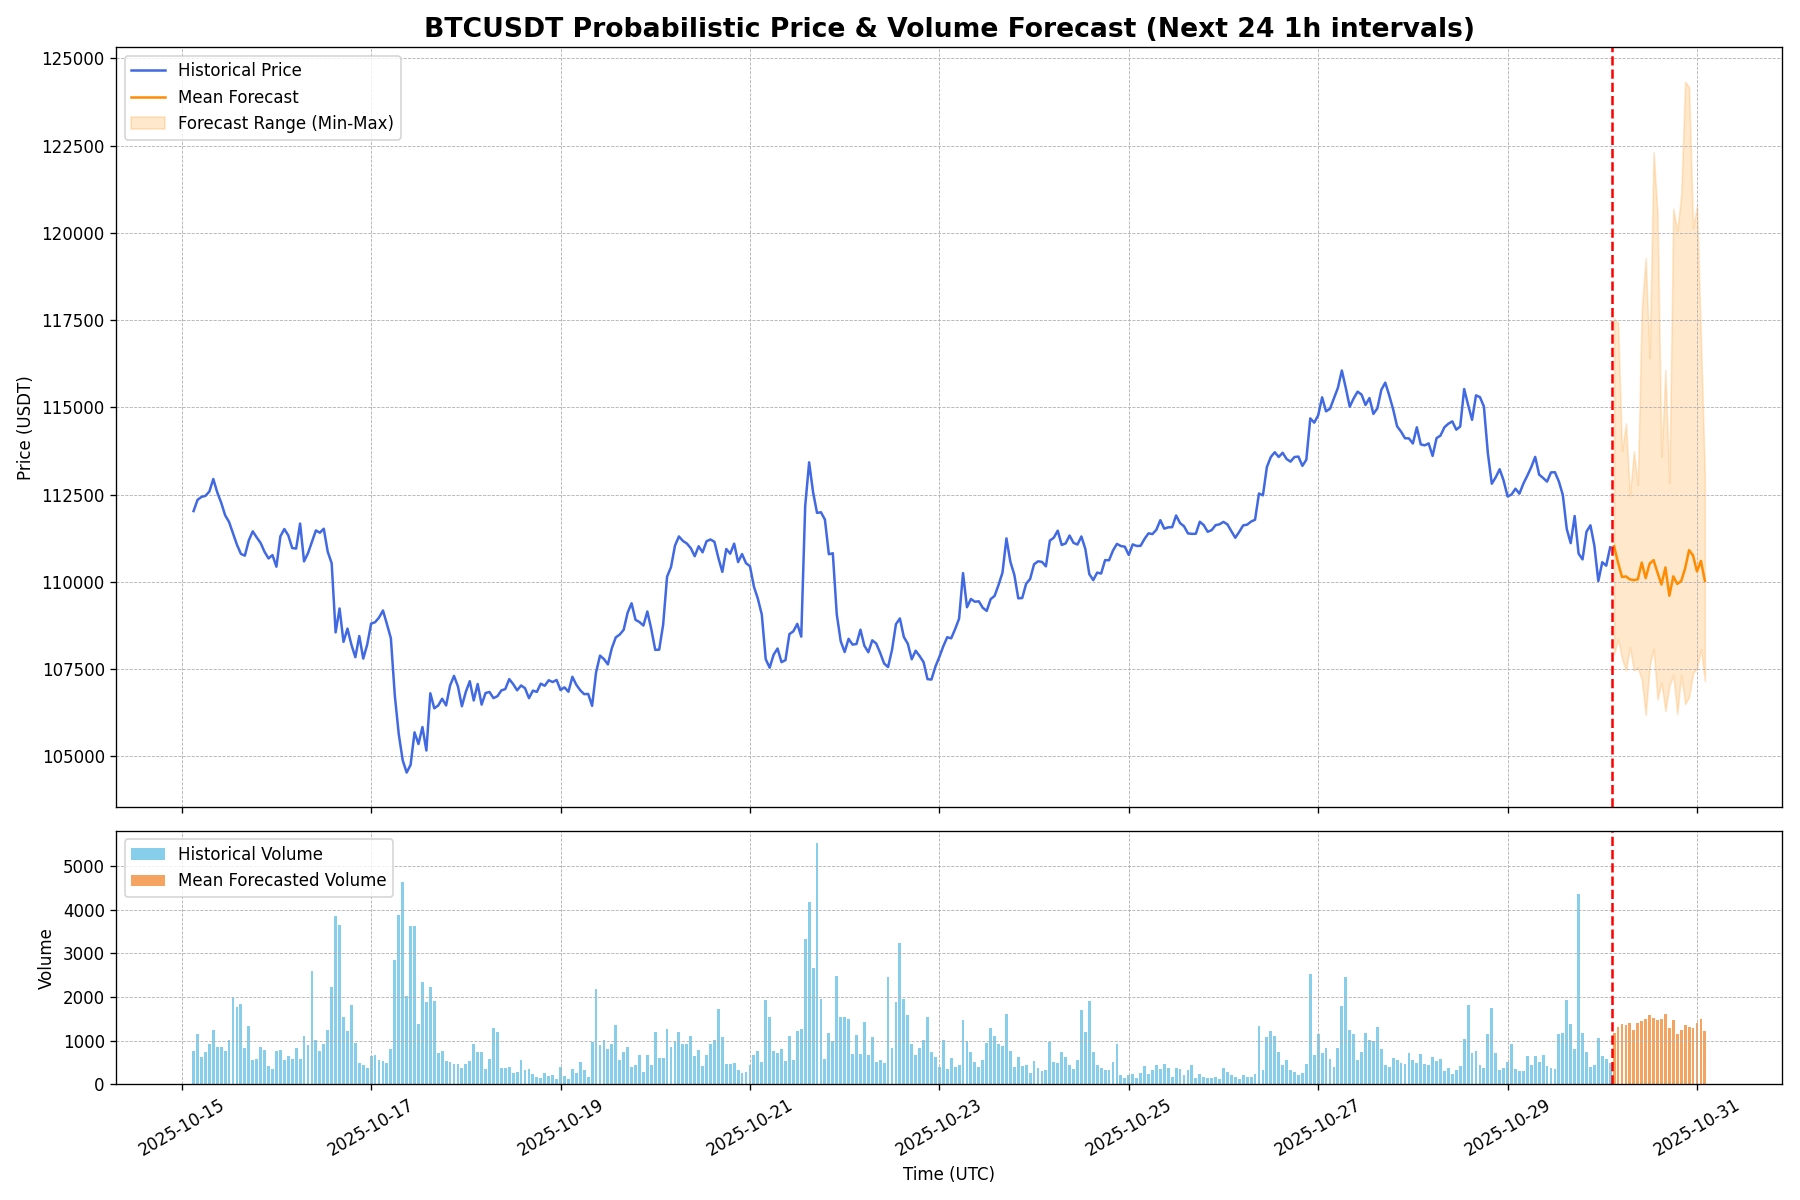 BTCUSDT Probabilistic Price & Volume Forecast (Next 24 1h intervals)
Historical Price
Mean Forecast
Forecast Range (Min-Max)
125000
122500
120000
117500
115000
112500
110000
107500
105000
Price (USDT)
Historical Volume
Mean Forecasted Volume
5000
4000
3000
2000
1000
0
Volume
2025-10-15
2025-10-17
2025-10-19
2025-10-21
2025-10-23
2025-10-25
2025-10-27
2025-10-29
2025-10-31
Time (UTC)